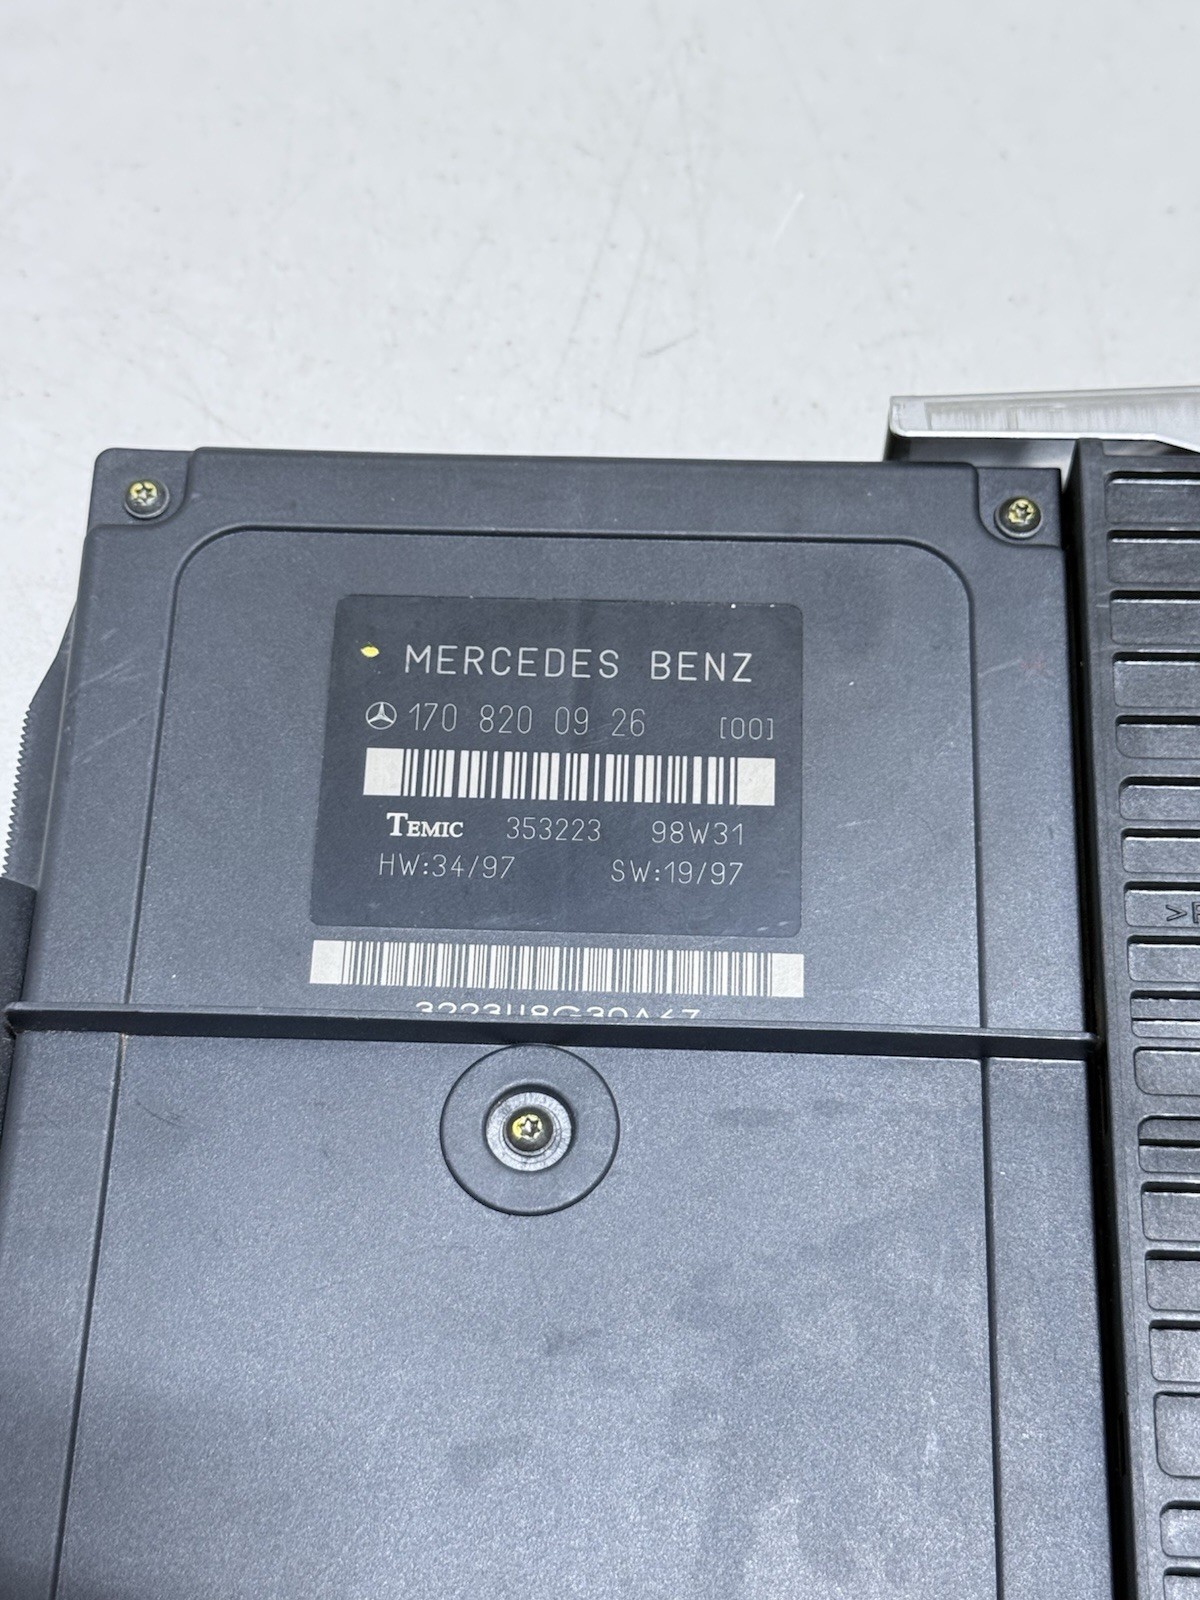 MERCEDES BENZ
170 820 09 26 [00]
TEMIC 353223 98W31
HW:34/97 SW:19/97